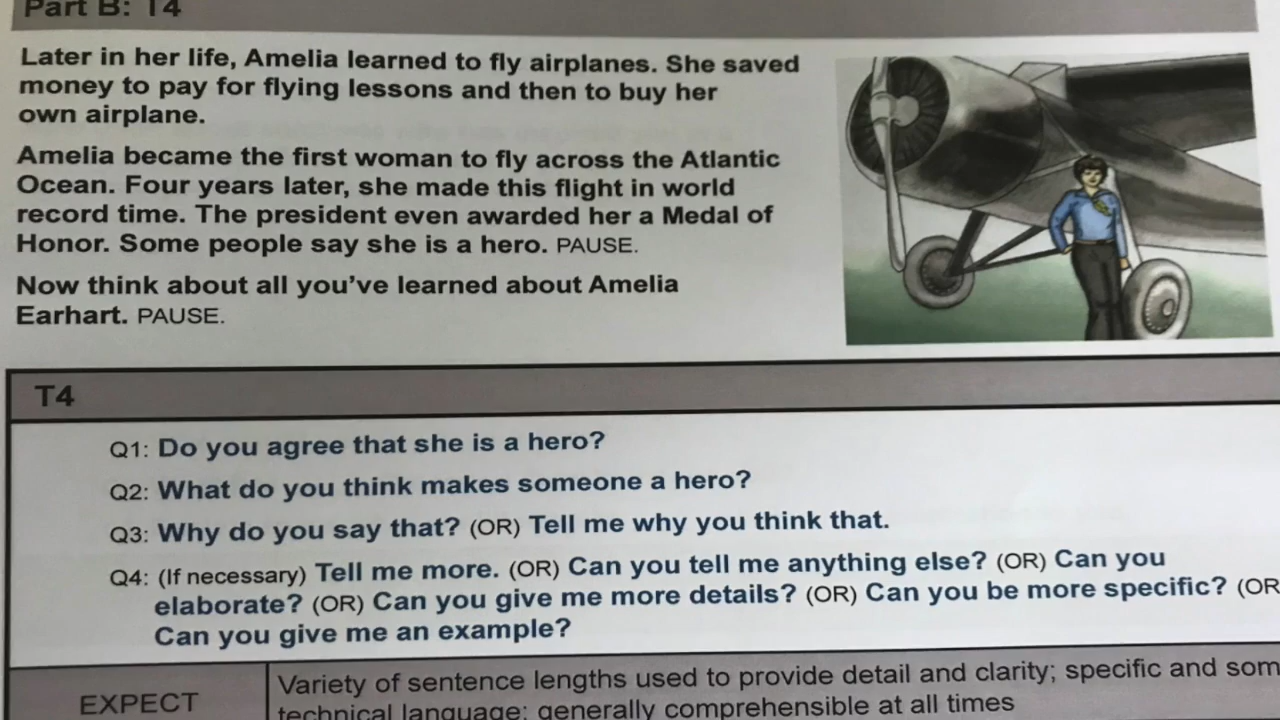 Part B: T4
Later in her life, Amelia learned to fly airplanes. She saved
money to pay for flying lessons and then to buy her
own airplane.
Amelia became the first woman to fly across the Atlantic
Ocean. Four years later, she made this flight in world
record time. The president even awarded her a Medal of
Honor. Some people say she is a hero. PAUSE.
Now think about all you've learned about Amelia
Earhart. PAUSE.
T4
Q1: Do you agree that she is a hero?
Q2: What do you think makes someone a hero?
Q3: Why do you say that? (OR) Tell me why you think that.
Q4: (If necessary) Tell me more. (OR) Can you tell me anything else? (OR) Can you
elaborate? (OR) Can you give me more details? (OR) Can you be more specific? (OR
Can you give me an example?
EXPECT
Variety of sentence lengths used to provide detail and clarity; specific and som
technical language; generally comprehensible at all times